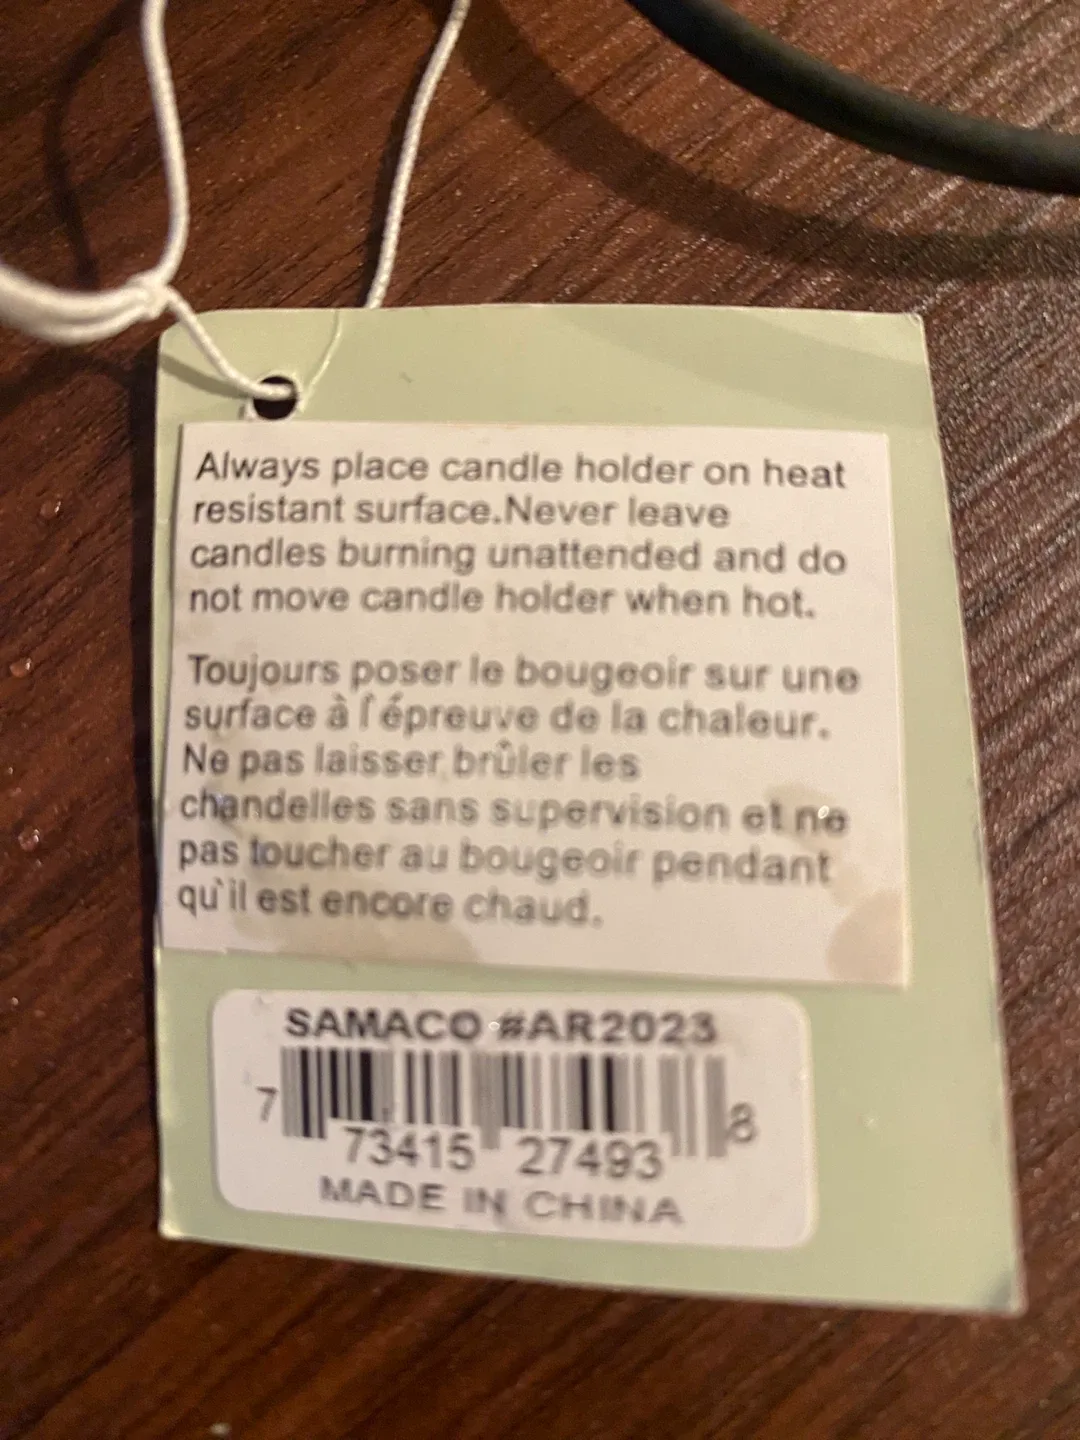 Always place candle holder on heat
resistant surface.Never leave
candles burning unattended and do
not move candle holder when hot.
Toujours poser le bougeoir sur une
surface à l'épreuve de la chaleur.
Ne pas laisser brûler les
chandelles sans supervision et ne
pas toucher au bougeoir pendant
qu'il est encore chaud.
SAMACO #AR2023
7 73415 27493 8
MADE IN CHINA